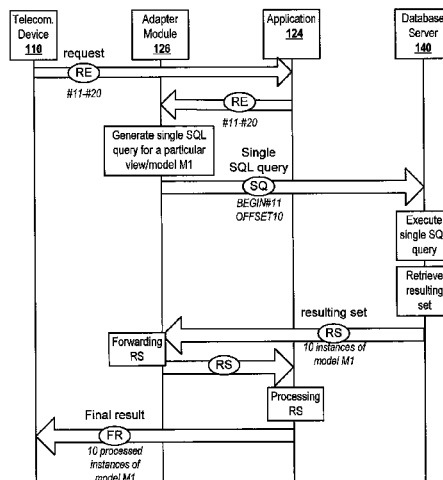 Telecom.
Device
110
Adapter
Module
126
Application
124
Database
Server
140
request
RE
#11-#20
RE
#11-#20
Generate single SQL
query for a particular
view/model M1
Single
SQL query
SQ
BEGIN#11
OFFSET10
Execute
single SQL
query
Retrieve
resulting
set
resulting set
RS
10 instances of
model M1
Forwarding
RS
RS
Processing
RS
Final result
FR
10 processed
instances of
model M1